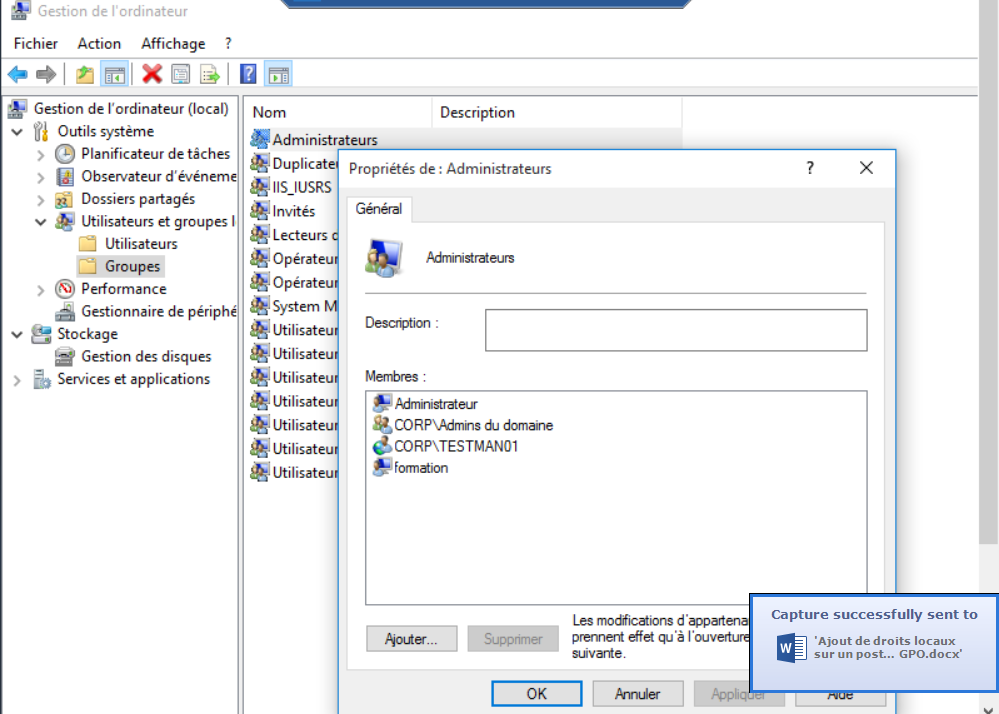 Gestion de l'ordinateur
Fichier Action Affichage ?
Gestion de l'ordinateur (local)
Outils système
Planificateur de tâches
Observateur d'événeme
Dossiers partagés
Utilisateurs et groupes l
Utilisateurs
Groupes
Performance
Gestionnaire de périphé
Stockage
Gestion des disques
Services et applications
Nom Description
Administrateurs
Duplicate
IIS_IUSRS
Invités
Lecteurs d
Opérateur
Opérateur
System M
Utilisateur
Utilisateur
Utilisateur
Utilisateur
Utilisateur
Utilisateur
Utilisateur
Propriétés de : Administrateurs ?
Général
Administrateurs
Description :
Membres :
Administrateur
CORP\Admins du domaine
CORP\TESTMAN01
formation
Ajouter... Supprimer
Les modifications d'appartena
prennent effet qu'à l'ouverture
suivante.
OK Annuler Appliquer Aide
Capture successfully sent to
'Ajout de droits locaux
sur un post... GPO.docx'